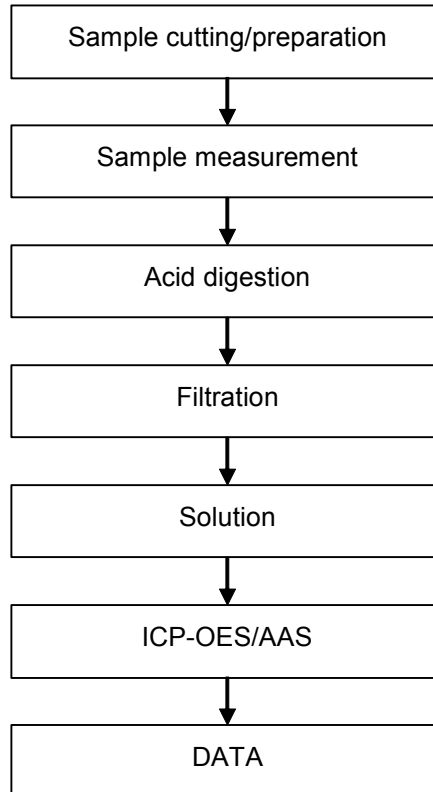 Sample cutting/preparation
Sample measurement
Acid digestion
Filtration
Solution
ICP-OES/AAS
DATA